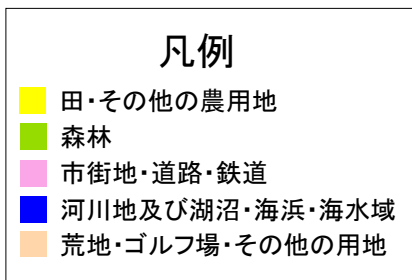 凡例
田・その他の農用地
森林
市街地・道路・鉄道
河川地及び湖沼・海浜・海水域
荒地・ゴルフ場・その他の用地